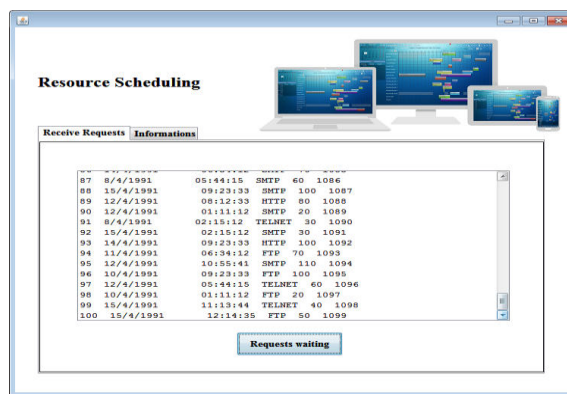 Resource Scheduling
Receive Requests Informations
87 8/4/1991 05:44:15 SMTP 60 1086
88 15/4/1991 09:23:33 SMTP 100 1087
89 12/4/1991 08:12:33 HTTP 80 1088
90 12/4/1991 01:11:12 SMTP 20 1089
91 8/4/1991 02:15:12 TELNET 30 1090
92 15/4/1991 02:15:12 SMTP 30 1091
93 14/4/1991 09:23:33 HTTP 100 1092
94 11/4/1991 06:34:12 FTP 70 1093
95 12/4/1991 10:55:41 SMTP 110 1094
96 10/4/1991 09:23:33 FTP 100 1095
97 12/4/1991 05:44:15 TELNET 60 1096
98 10/4/1991 01:11:12 FTP 20 1097
99 15/4/1991 11:13:44 TELNET 40 1098
100 15/4/1991 12:14:35 FTP 50 1099
Requests waiting